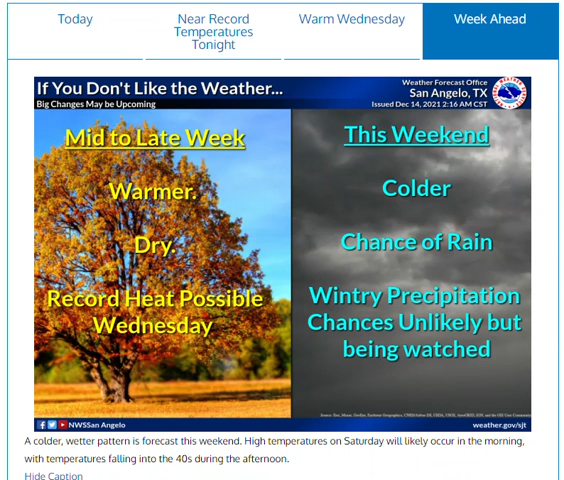 Today
Near Record
Temperatures
Tonight
Warm Wednesday
Week Ahead
If You Don't Like the Weather...
Big Changes May be Upcoming
Weather Forecast Office
San Angelo, TX
Issued Dec 14, 2021 2:16 AM CST
Mid to Late Week
Warmer.
Dry.
Record Heat Possible
Wednesday
This Weekend
Colder
Chance of Rain
Wintry Precipitation
Chances Unlikely but
being watched
NWSSan Angelo
weather.gov/sjt
A colder, wetter pattern is forecast this weekend. High temperatures on Saturday will likely occur in the morning,
with temperatures falling into the 40s during the afternoon.
Hide Caption